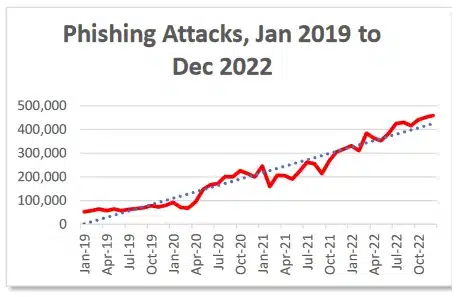 Phishing Attacks, Jan 2019 to
Dec 2022
500,000
400,000
300,000
200,000
100,000
0
Jan-19
Apr-19
Jul-19
Oct-19
Jan-20
Apr-20
Jul-20
Oct-20
Jan-21
Apr-21
Jul-21
Oct-21
Jan-22
Apr-22
Jul-22
Oct-22